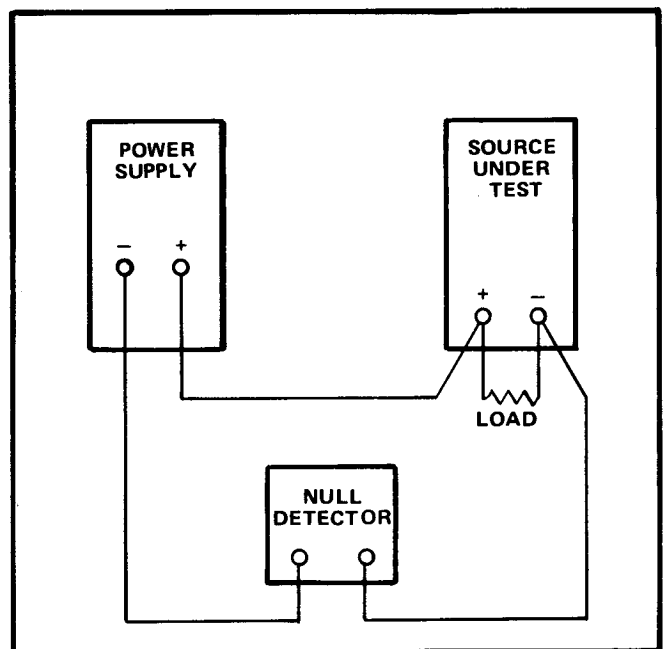 POWER
SUPPLY
− +
SOURCE
UNDER
TEST
+ −
LOAD
NULL
DETECTOR